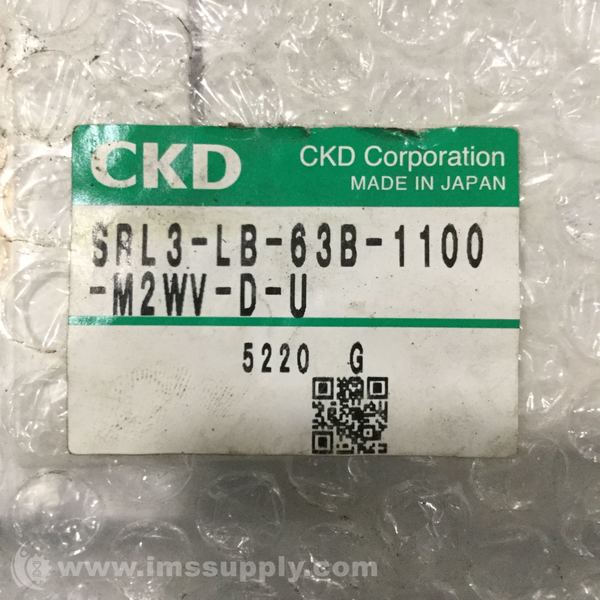 CKD
CKD Corporation
MADE IN JAPAN
SRL3-LB-63B-1100
-M2WV-D-U
5220 G
www.imssupply.com